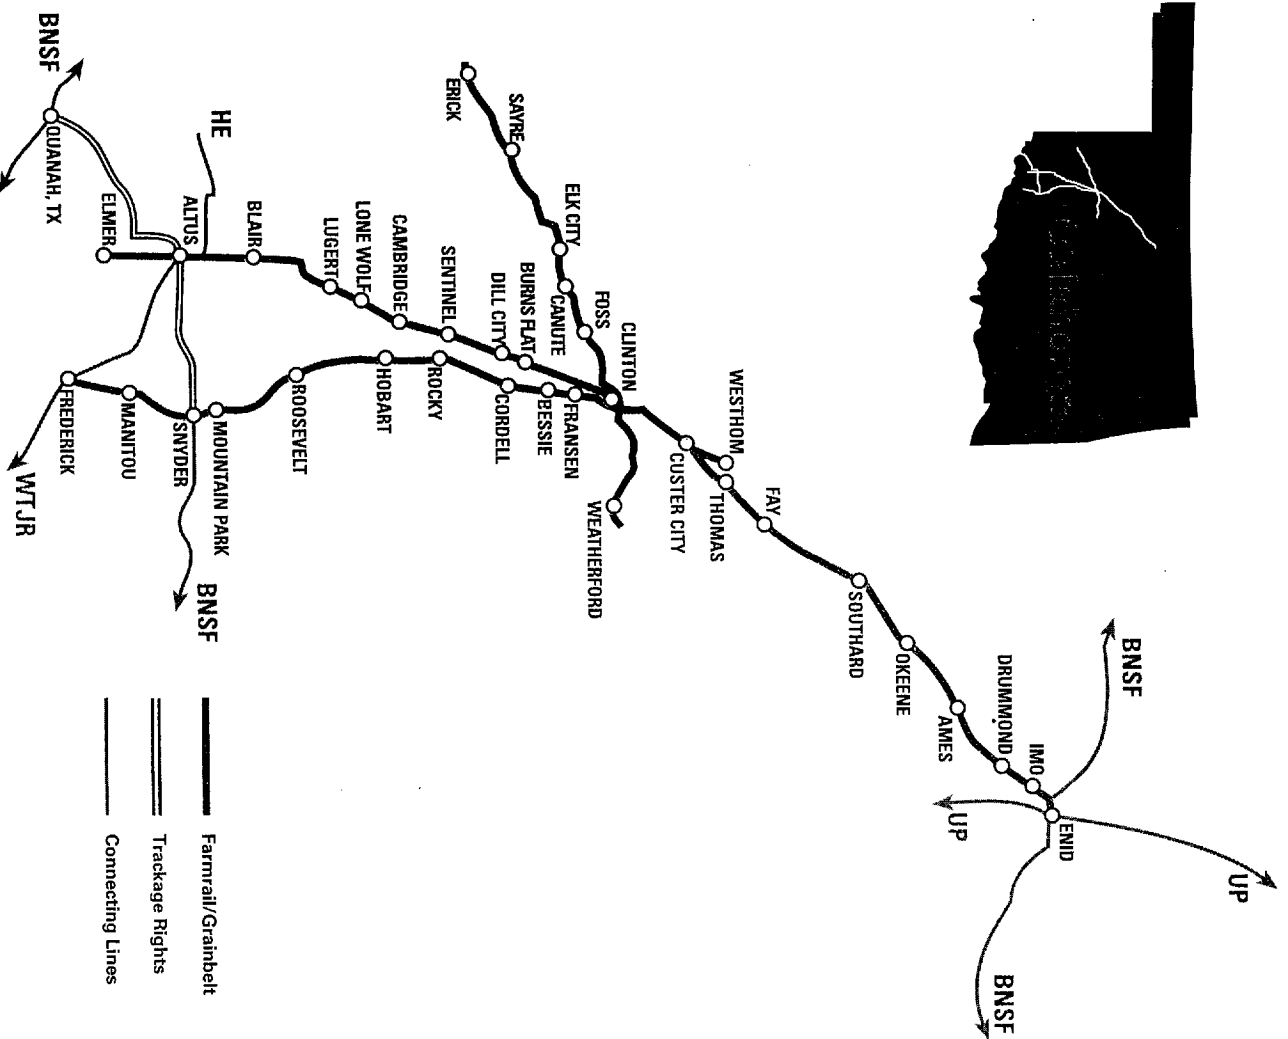 UP
BNSF
ENID
IMO
BNSF
DRUMMOND
UP
AMES
OKEENE
SOUTHARD
FAY
WESTHOM
THOMAS
CUSTER CITY
CLINTON
WEATHERFORD
FOSS
FRANSEN
ELK CITY
CANUTE
BESSIE
BURNS FLAT
SAYRE
DILL CITY
CORDELL
ERICK
SENTINEL
ROCKY
CAMBRIDGE
HOBART
LONE WOLF
LUGERT
ROOSEVELT
BLAIR
HE
MOUNTAIN PARK
BNSF
ALTUS
SNYDER
MANITOU
ELMER
FREDERICK
QUANAH, TX
BNSF
WTJR
Farmrail/Grainbelt
Trackage Rights
Connecting Lines